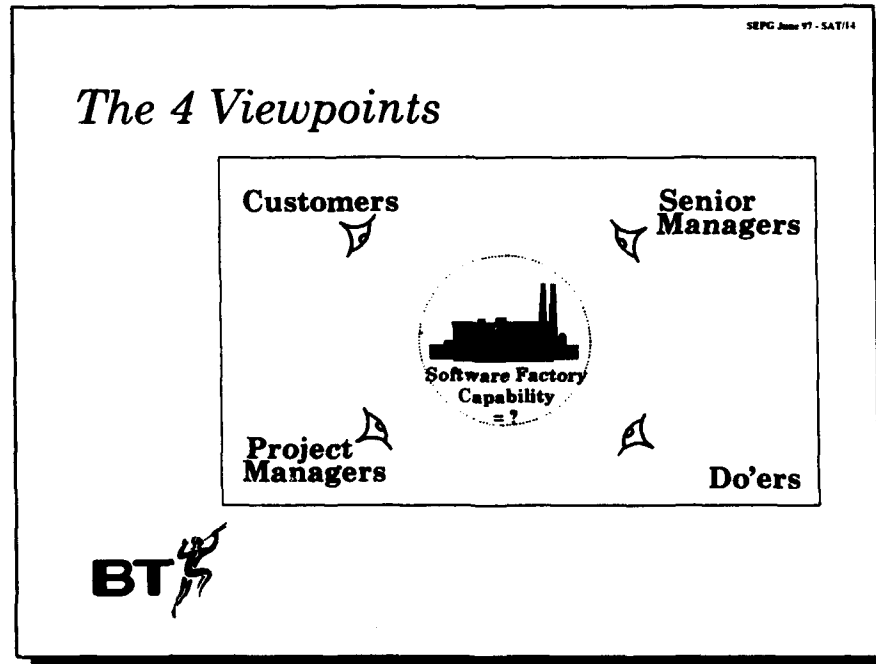 SEPG June 97 - SAT/14
The 4 Viewpoints
Customers
Senior
Managers
Software Factory
Capability
= ?
Project
Managers
Do'ers
BT